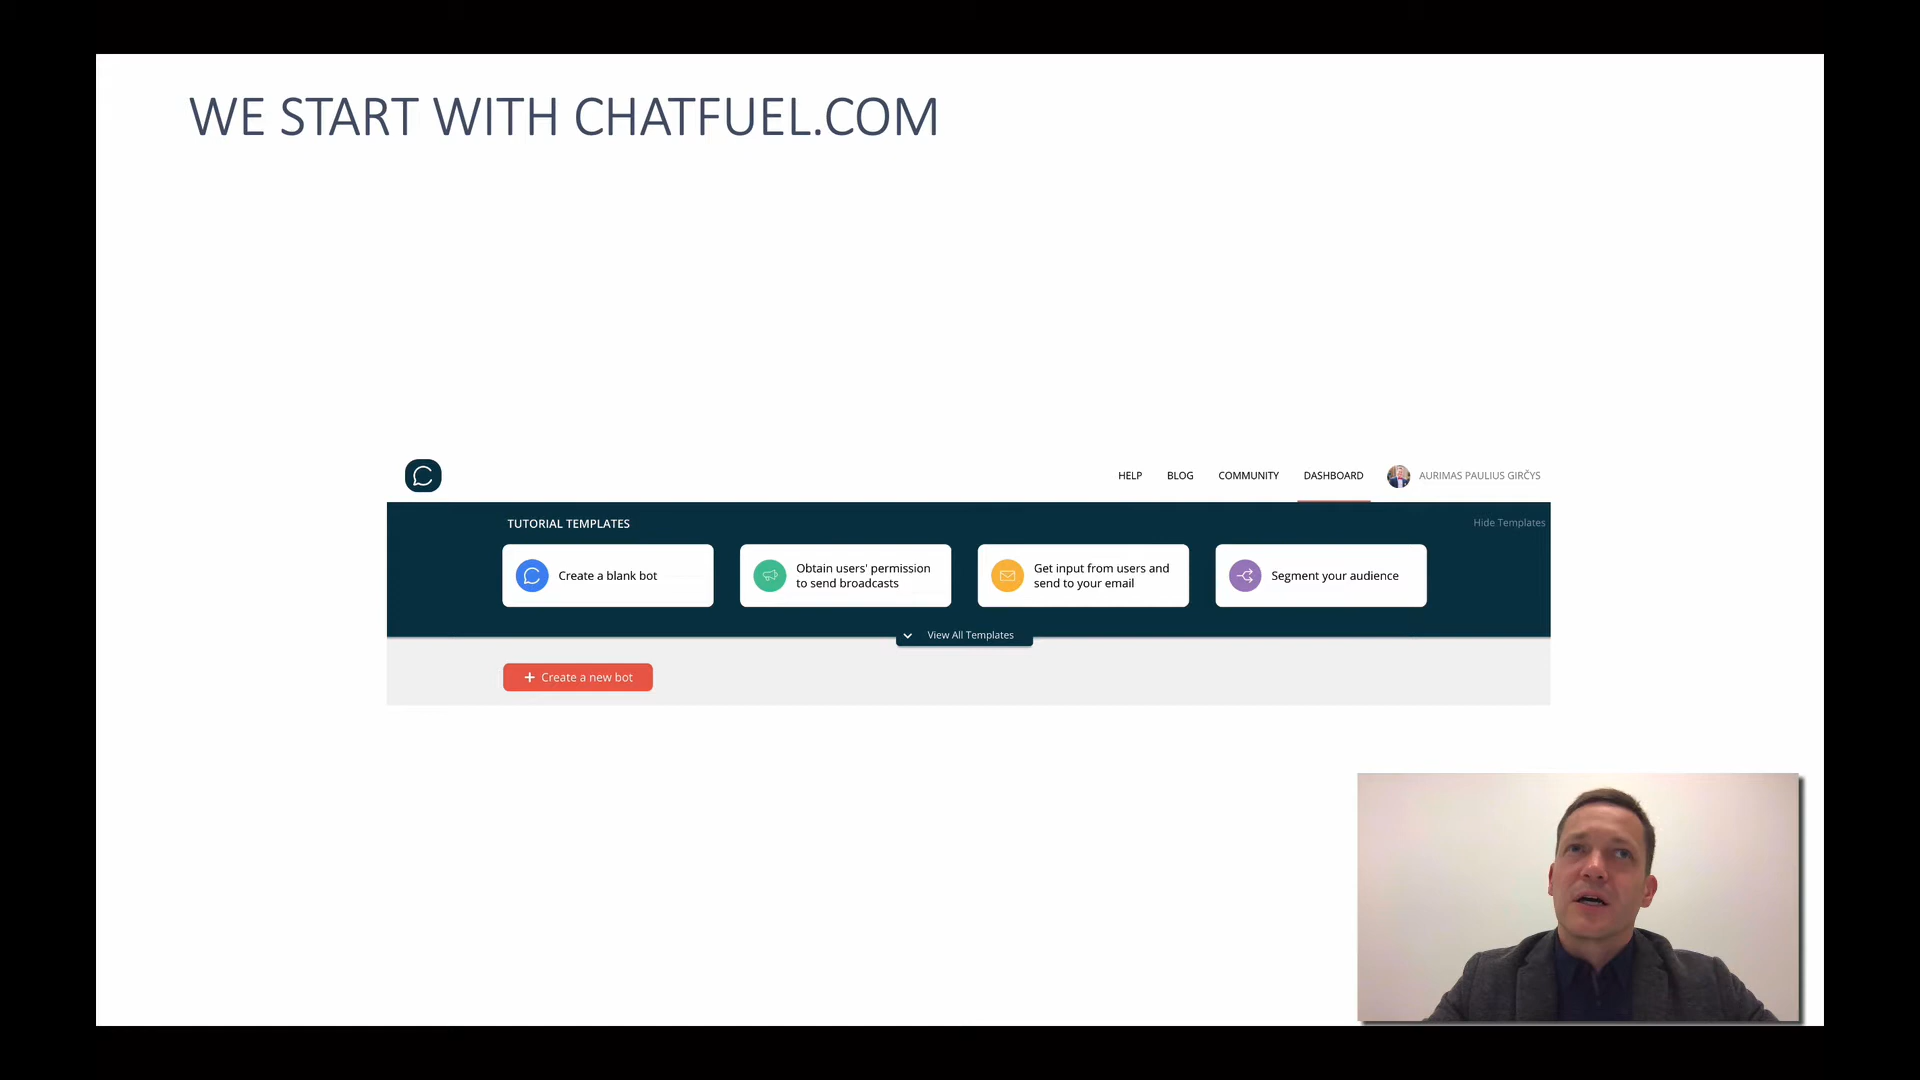 WE START WITH CHATFUEL.COM
HELP BLOG COMMUNITY DASHBOARD AURIMAS PAULIUS GIRČYS
TUTORIAL TEMPLATES
Hide Templates
Create a blank bot
Obtain users' permission
to send broadcasts
Get input from users and
send to your email
Segment your audience
View All Templates
+ Create a new bot